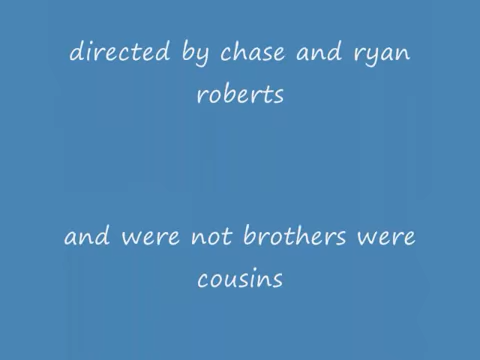 directed by chase and ryan
roberts
and were not brothers were
cousins